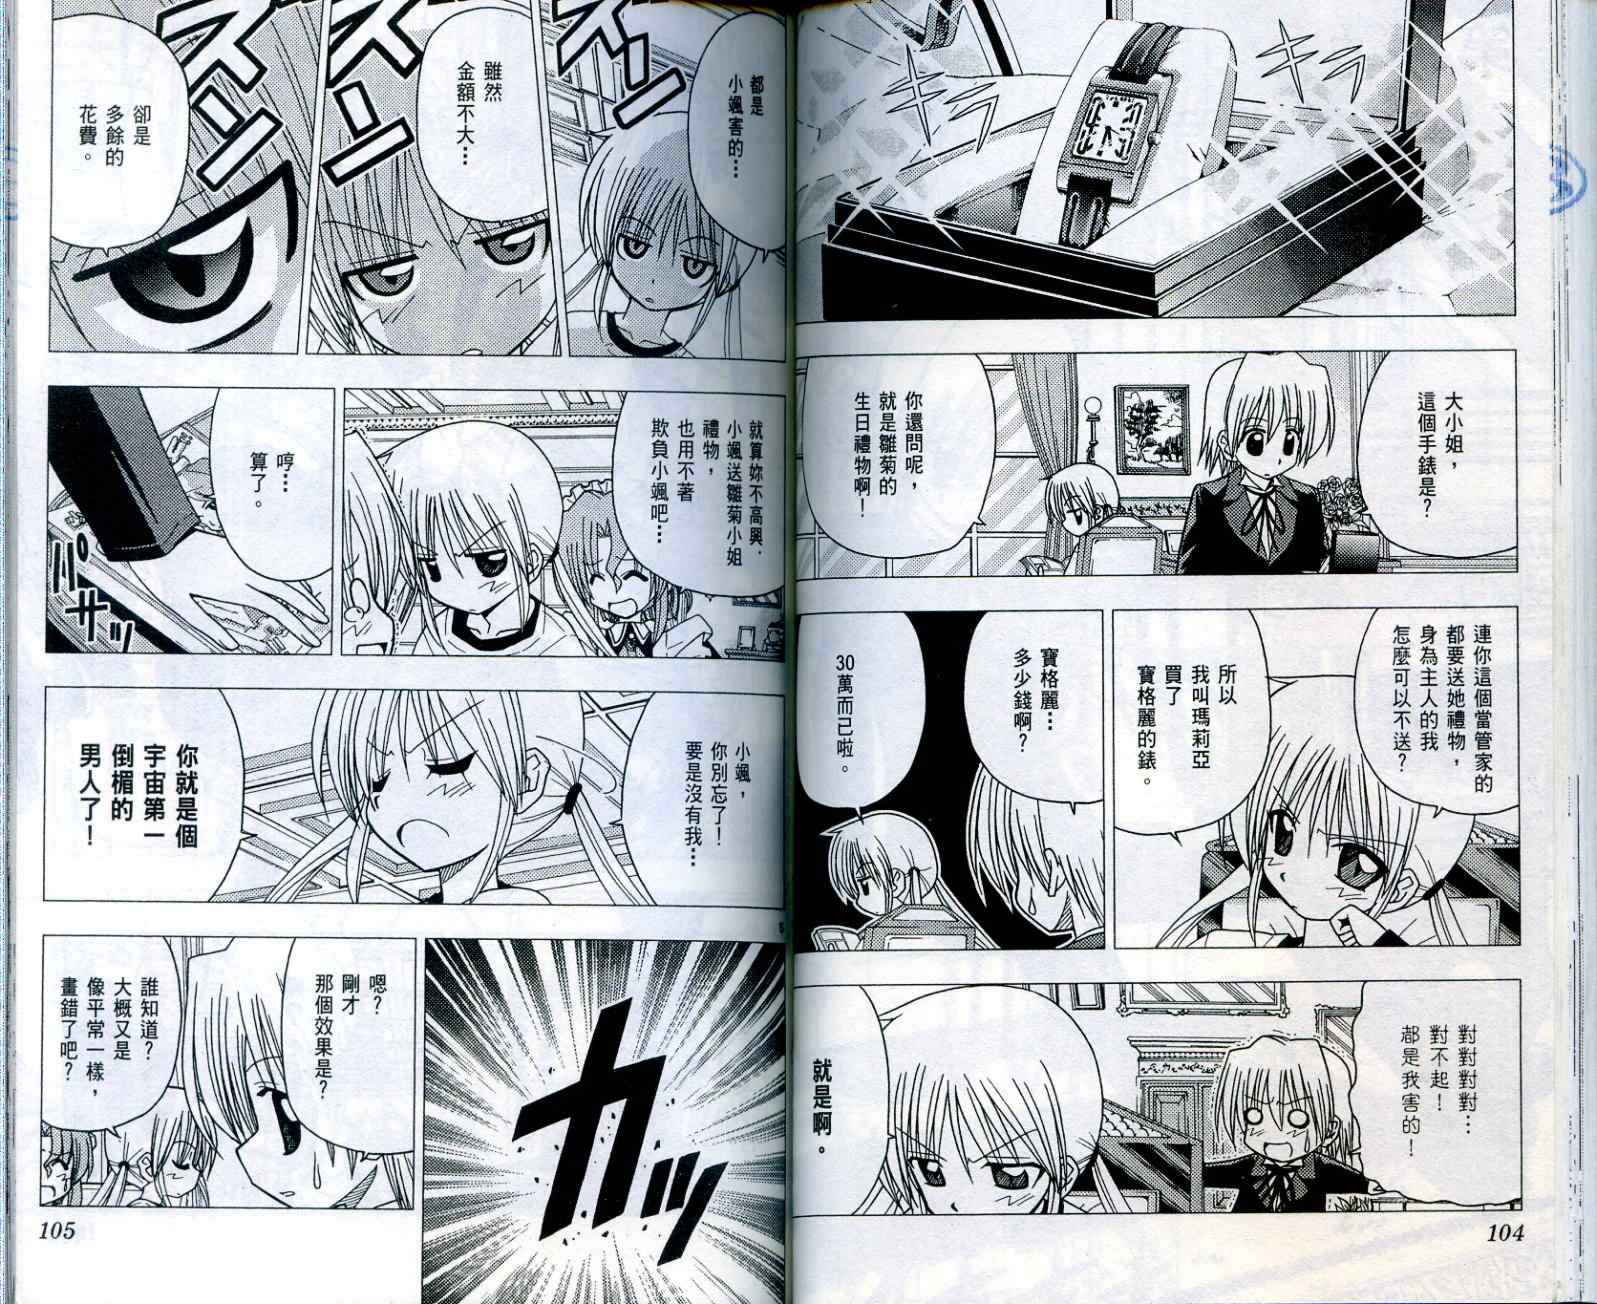 キラ
キラ
大小姐，
這個手錶是？
你還問呢，
就是雛菊的
生日禮物啊！
連你這個當管家的
都要送她禮物，
身為主人的我
怎麼可以不送？
所以
我叫瑪莉亞
買了
寶格麗的錶。
寶格麗…
多少錢啊？
30
萬而已啦。
對對對對…
對不起！
都是我害的！
就是啊。
104
都是
小颯害的…
ズン
雖然
金額不大…
ズン
卻是
多餘的
花費。
ズン
就算妳不高興．
小颯送雛菊小姐
禮物，
也用不著
欺負小颯吧…
哼…
算了。
パサッ
小颯，
你別忘了！
要是沒有我…
你就是個
宇宙第一
倒楣的
男人了！
カッ
嗯？
剛才
那個效果是？
誰知道？
大概又是
像平常一樣，
畫錯了吧？
105